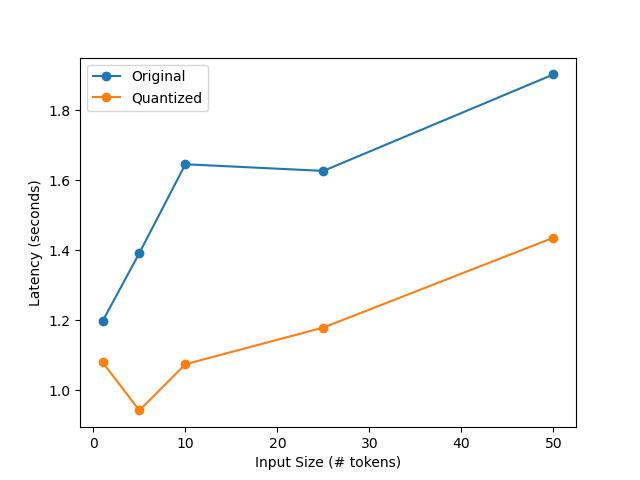 Original
Quantized
1.8
1.6
1.4
1.2
1.0
Latency (seconds)
0 10 20 30 40 50
Input Size (# tokens)